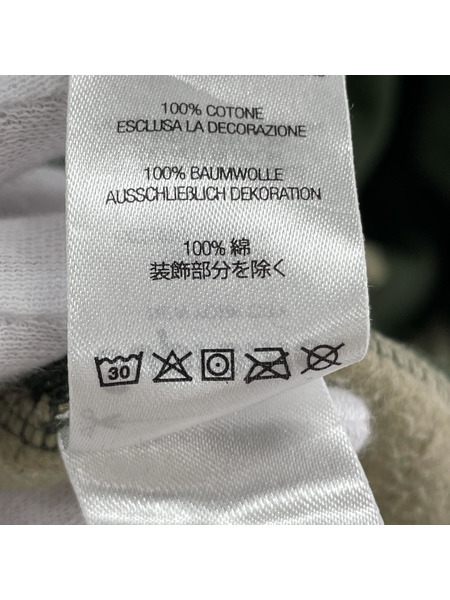 100% COTONE
ESCLUSA LA DECORAZIONE
100% BAUMWOLLE
AUSSCHLIEßLICH DEKORATION
100% 綿
装飾部分を除く
30